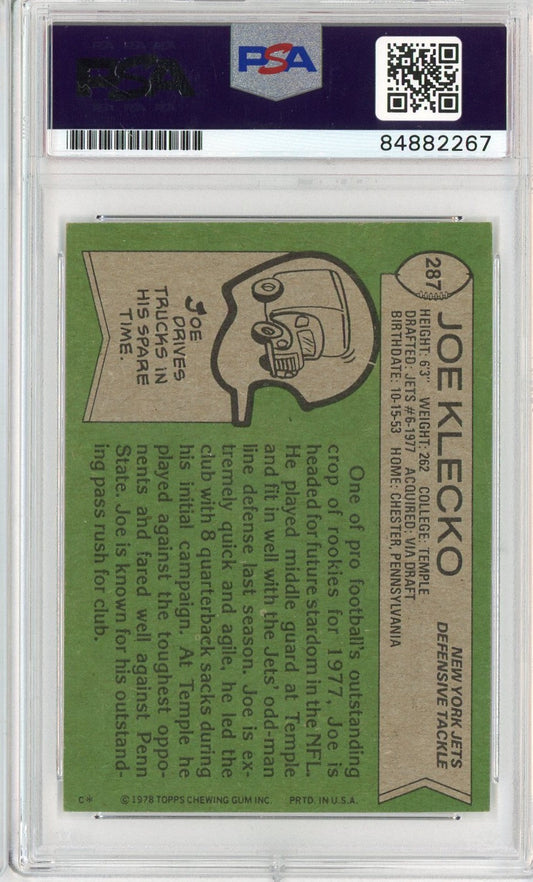 PSA
PSA
84882267
287
JOE KLECKO
NEW YORK JETS
DEFENSIVE TACKLE
HEIGHT: 6'3" WEIGHT: 262 COLLEGE: TEMPLE
DRAFTED: JETS #6-1977 ACQUIRED: VIA DRAFT
BIRTHDATE: 10-15-53 HOME: CHESTER, PENNSYLVANIA
JOE
DRIVES
TRUCKS IN
HIS SPARE
TIME.
One of pro football's outstanding
crop of rookies for 1977, Joe is
headed for future stardom in the NFL.
He played middle guard at Temple
and fit in well with the Jets' odd-man
line defense last season. Joe is ex-
tremely quick and agile, he led the
club with 8 quarterback sacks during
his initial campaign. At Temple he
played against the toughest oppo-
nents and fared well against Penn
State. Joe is known for his outstand-
ing pass rush for club.
C* © 1978 TOPPS CHEWING GUM INC. PRTD. IN U.S.A.